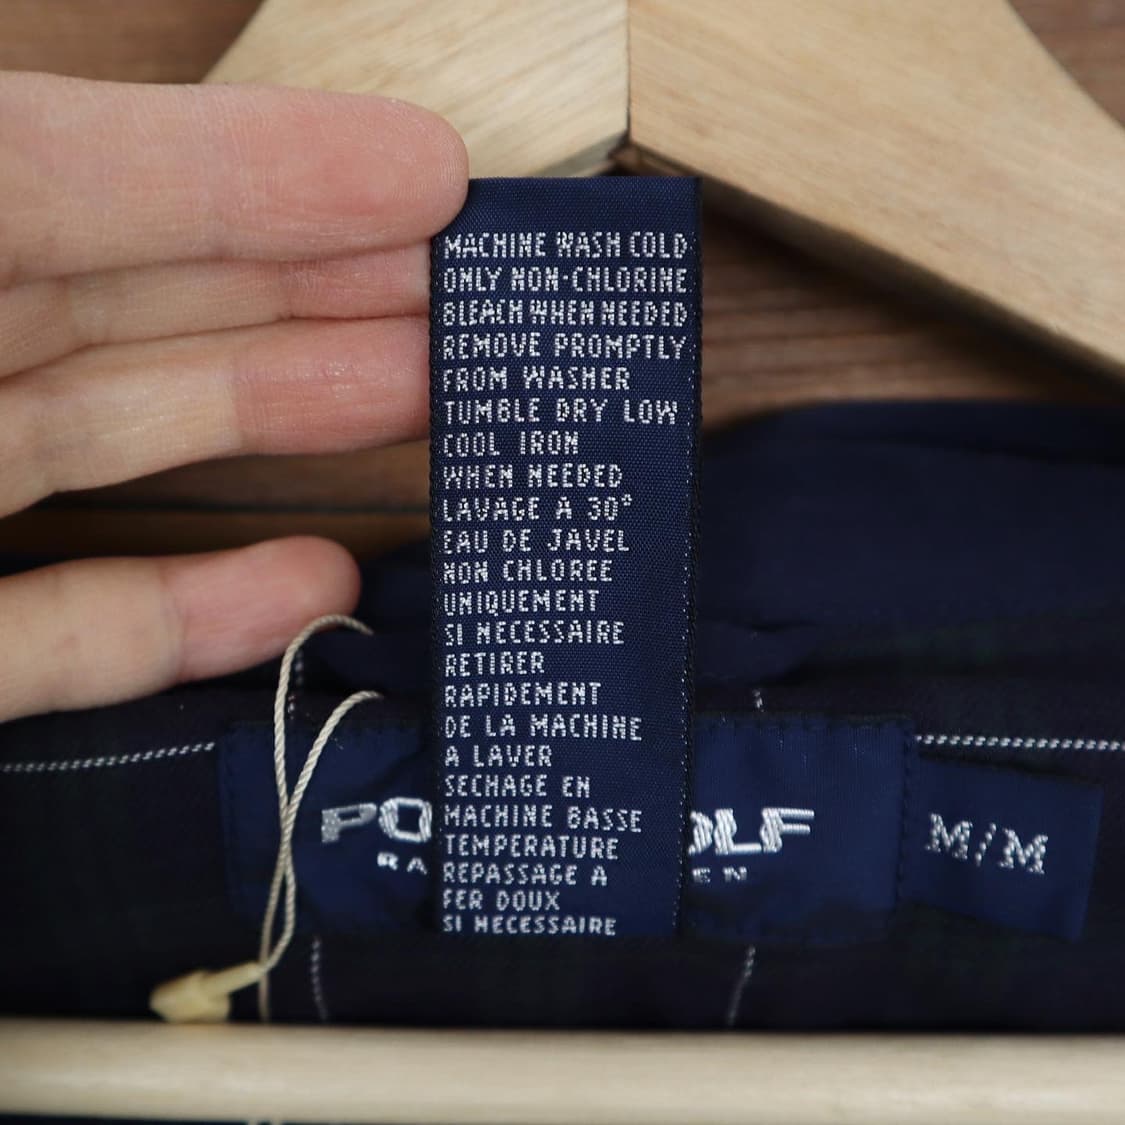 MACHINE WASH COLD
ONLY NON-CHLORINE
BLEACH WHEN NEEDED
REMOVE PROMPTLY
FROM WASHER
TUMBLE DRY LOW
COOL IRON
WHEN NEEDED
LAVAGE A 30°
EAU DE JAVEL
NON CHLOREE
UNIQUEMENT
SI NECESSAIRE
RETIRER
RAPIDEMENT
DE LA MACHINE
A LAVER
SECHAGE EN
MACHINE BASSE
TEMPERATURE
REPASSAGE A
FER DOUX
SI NECESSAIRE
M/M